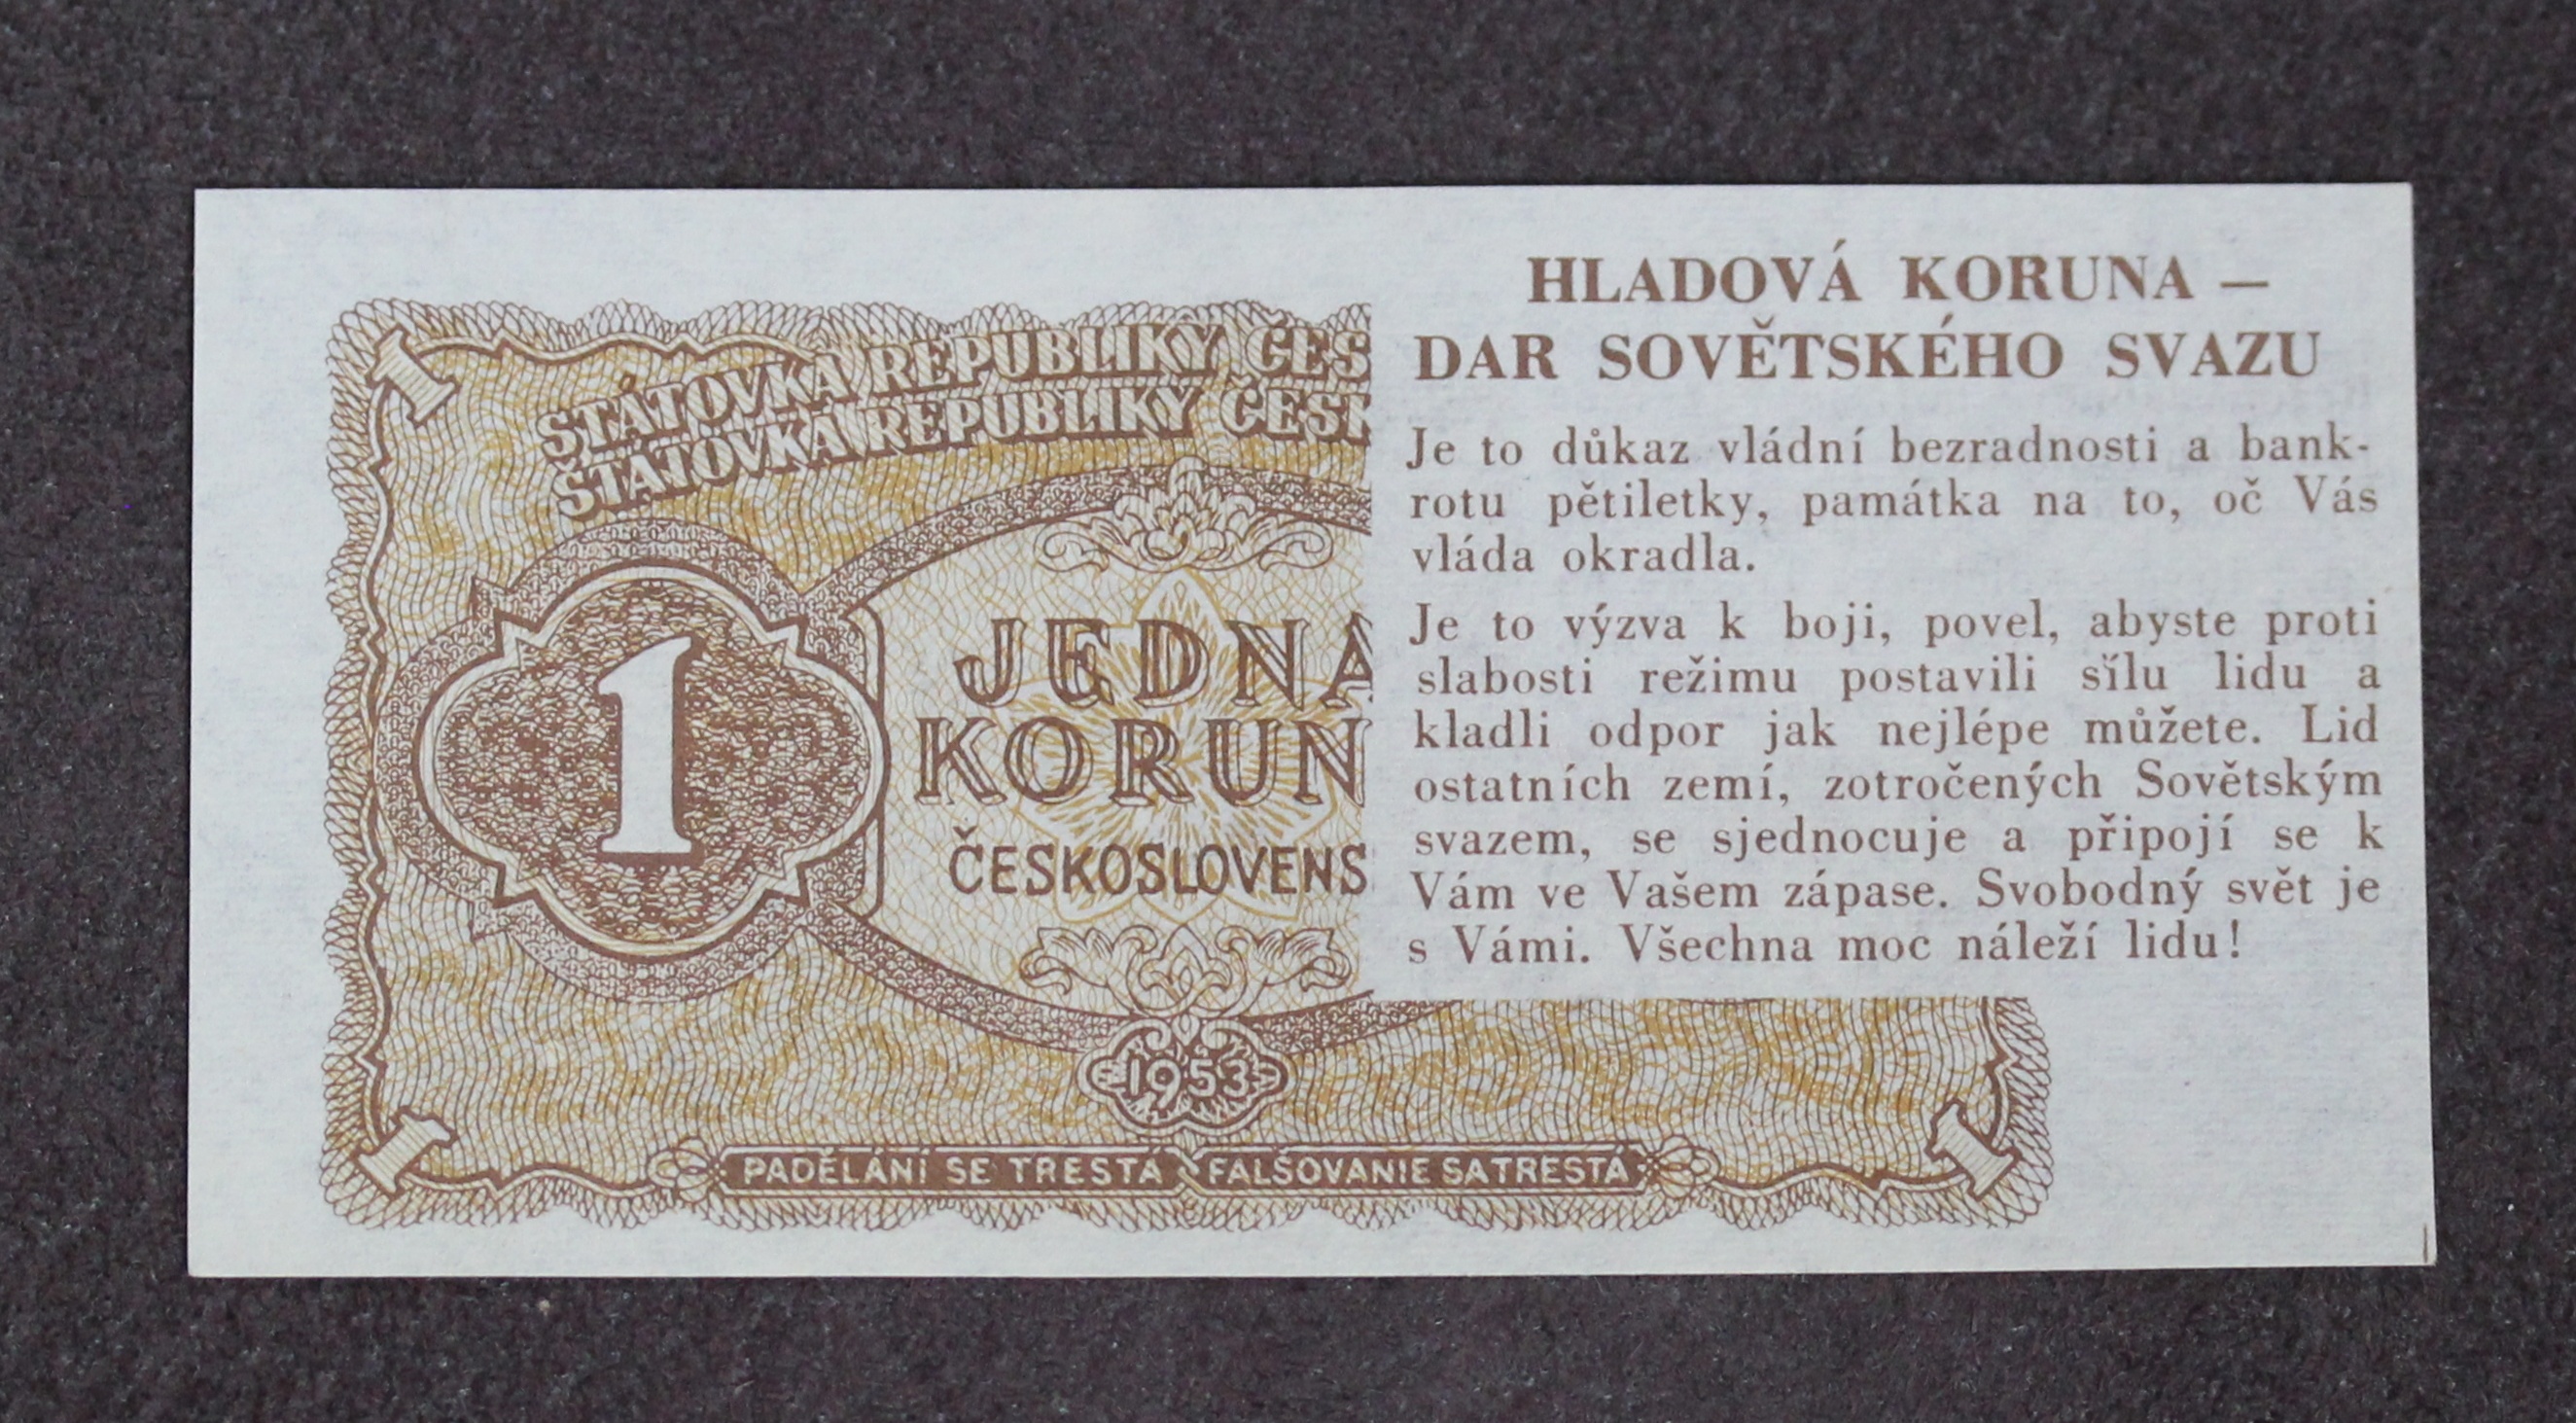 1
STÁTOVKA REPUBLIKY ČES
ŠTÁTOVKA REPUBLIKY ČESK
1
JEDNA
KORUN
ČESKOSLOVENS
1953
PADĚLÁNÍ SE TRESTÁ FALŠOVANIE SA TRESTÁ
1
1
HLADOVÁ KORUNA —
DAR SOVĚTSKÉHO SVAZU
Je to důkaz vládní bezradnosti a bank-
rotu pětiletky, památka na to, oč Vás
vláda okradla.
Je to výzva k boji, povel, abyste proti
slabosti režimu postavili sílu lidu a
kladli odpor jak nejlépe můžete. Lid
ostatních zemí, zotročených Sovětským
svazem, se sjednocuje a připojí se k
Vám ve Vašem zápase. Svobodný svět je
s Vámi. Všechna moc náleží lidu!